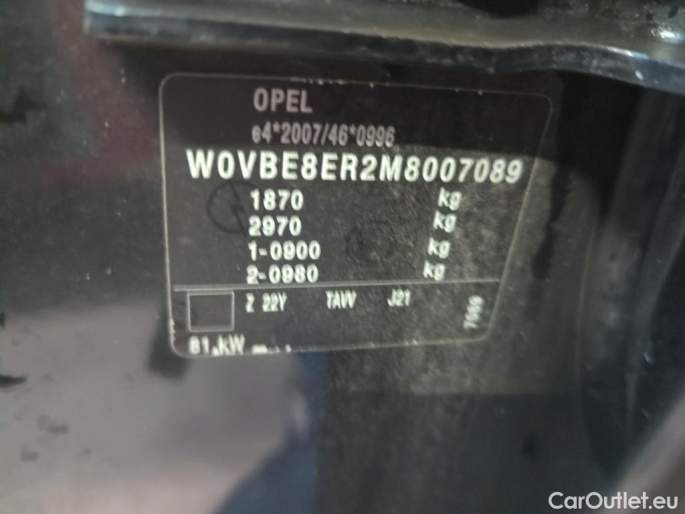 OPEL
e4*2007/46*0996
W0VBE8ER2M8007089
1870 kg
2970 kg
1-0900 kg
2-0980 kg
Z 22Y TAVV J21
81.kW
CarOutlet.eu